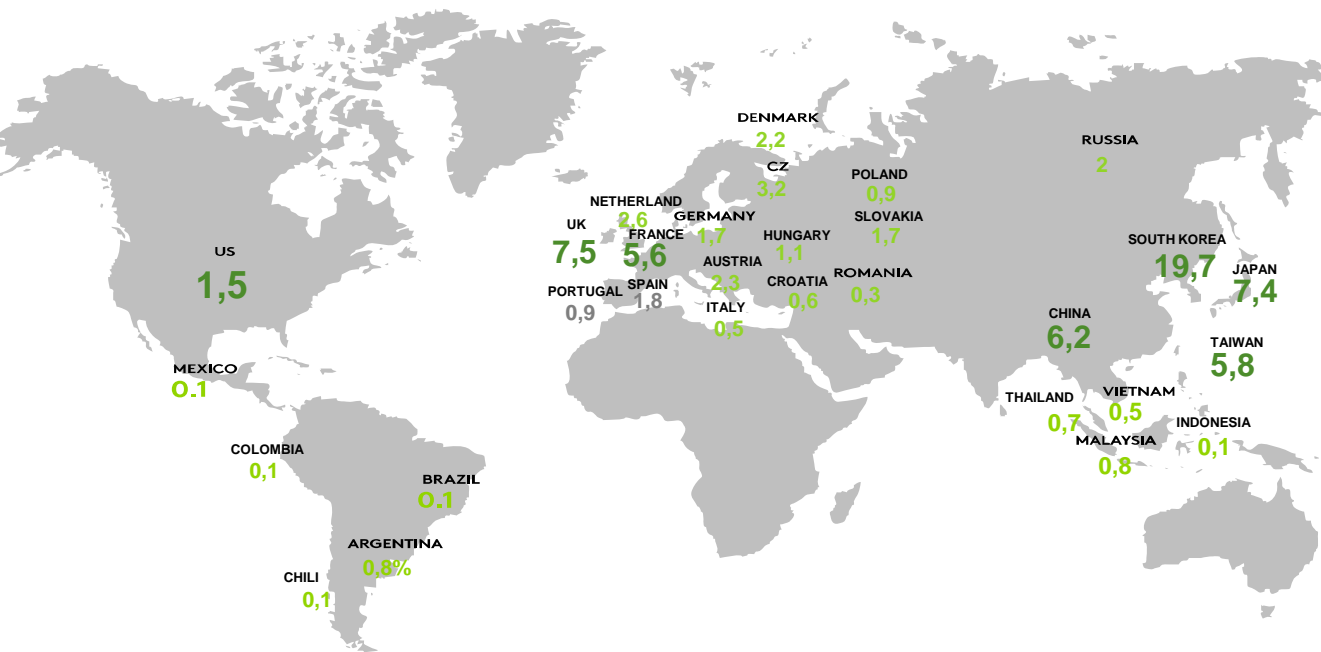 DENMARK
2,2
CZ
3,2
RUSSIA
2
POLAND
0,9
NETHERLAND
2,6
GERMANY
1,7
SLOVAKIA
1,7
UK
7,5
FRANCE
5,6
HUNGARY
1,1
SOUTH KOREA
19,7
US
1,5
AUSTRIA
2,3
CROATIA
0,6
ROMANIA
0,3
JAPAN
7,4
PORTUGAL
0,9
SPAIN
1,8
ITALY
0,5
CHINA
6,2
TAIWAN
5,8
MEXICO
0.1
THAILAND
0,7
VIETNAM
0,5
INDONESIA
0,1
MALAYSIA
0,8
COLOMBIA
0,1
BRAZIL
0.1
ARGENTINA
0,8%
CHILI
0,1